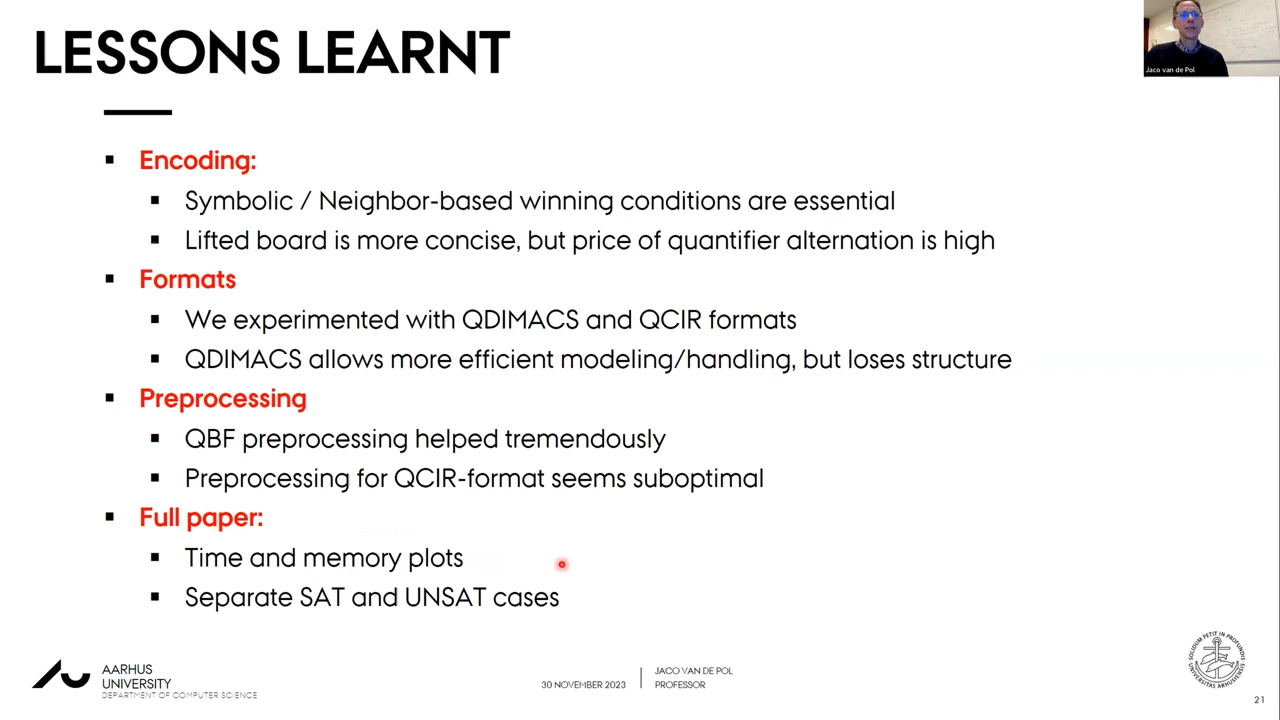 LESSONS LEARNT
Jaco van de Pol
Encoding:
Symbolic / Neighbor-based winning conditions are essential
Lifted board is more concise, but price of quantifier alternation is high
Formats
We experimented with QDIMACS and QCIR formats
QDIMACS allows more efficient modeling/handling, but loses structure
Preprocessing
QBF preprocessing helped tremendously
Preprocessing for QCIR-format seems suboptimal
Full paper:
Time and memory plots
Separate SAT and UNSAT cases
AARHUS
UNIVERSITY
DEPARTMENT OF COMPUTER SCIENCE
30 NOVEMBER 2023
JACO VAN DE POL
PROFESSOR
21